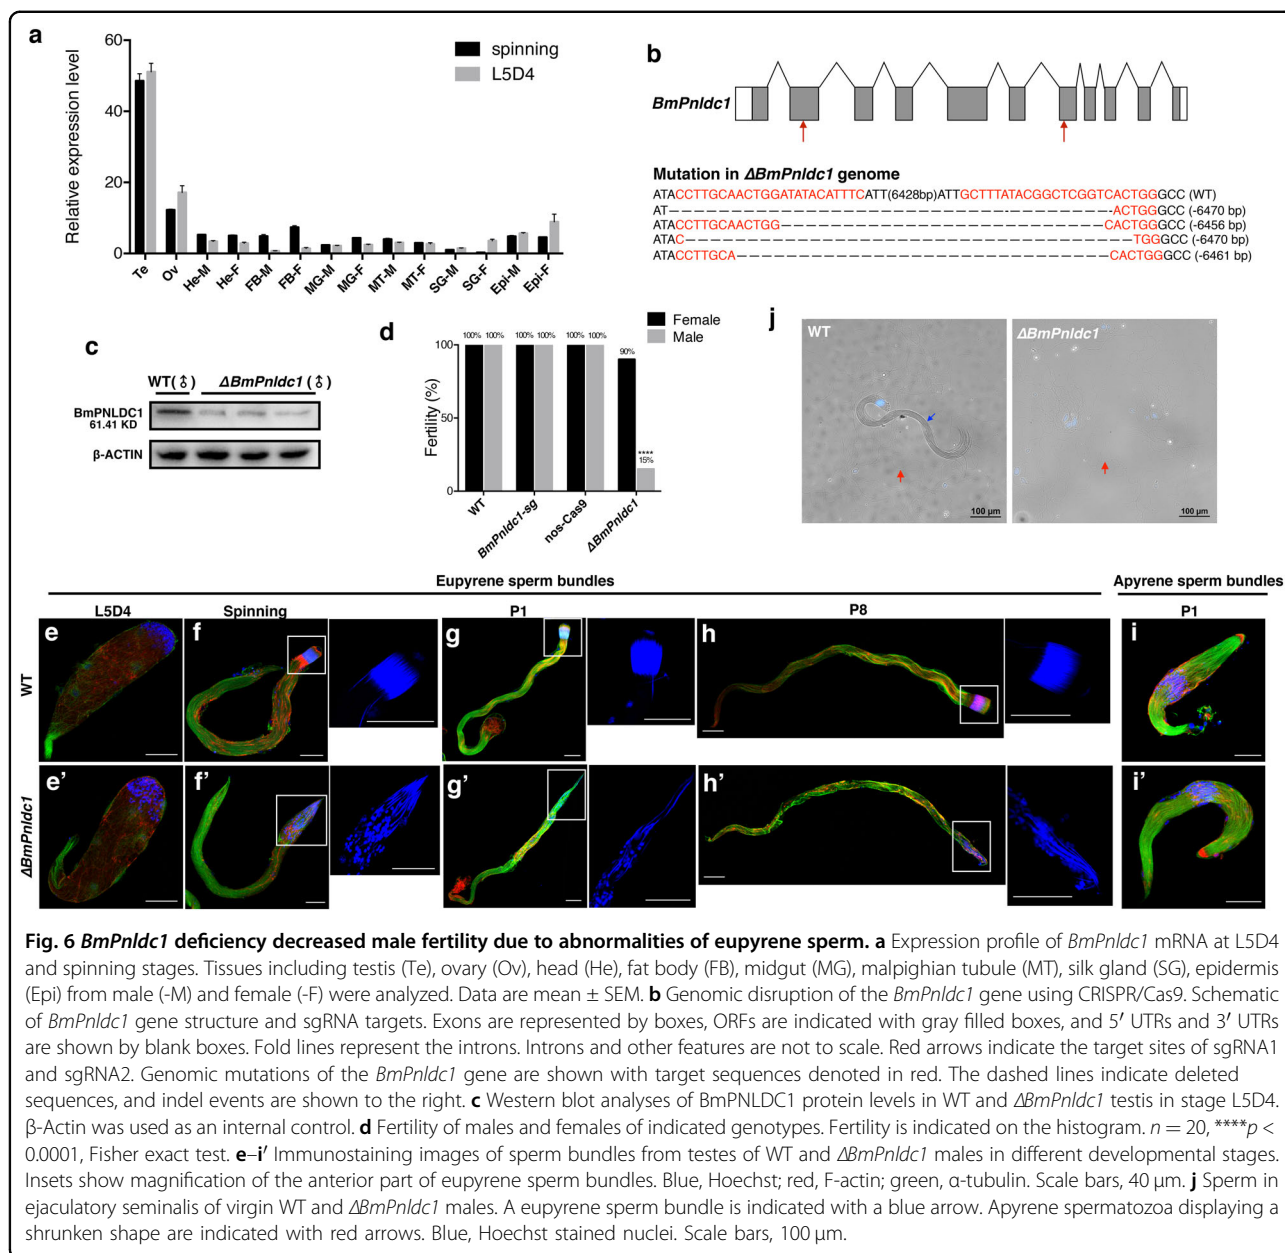 a
Relative expression level
60
40
20
0
spinning
L5D4
Te
Ov
He-M
He-F
FB-M
FB-F
MG-M
MG-F
MT-M
MT-F
SG-M
SG-F
Epi-M
Epi-F
b
BmPnldc1
Mutation in ΔBmPnldc1 genome
ATACCTTGCAACTGGATATACATTTCATT(6428bp)ATTGCTTTATACGGCTCGGTCACTGGGCC (WT)
AT————————————————ACTGGGCC (-6470 bp)
ATACCTTGCAACTGG————————————————CACTGGGCC (-6456 bp)
ATAC————————————————TGGGCC (-6470 bp)
ATACCTTGCA————————————————CACTGGGCC (-6461 bp)
c
WT(♂) ΔBmPnldc1 (♂)
BmPNLDC1
61.41 KD
β-ACTIN
d
Female
Male
Fertility (%)
100
50
0
100% 100% 100% 100% 100% 100% 90%
****
15%
WT
BmPnldc1-sg
nos-Cas9
ΔBmPnldc1
j
WT
100 μm
ΔBmPnldc1
100 μm
Eupyrene sperm bundles
Apyrene sperm bundles
L5D4 Spinning P1 P8 P1
WT
e f g h i
ΔBmPnldc1
e' f' g' h' i'
Fig. 6 BmPnldc1 deficiency decreased male fertility due to abnormalities of eupyrene sperm. a Expression profile of BmPnldc1 mRNA at L5D4
and spinning stages. Tissues including testis (Te), ovary (Ov), head (He), fat body (FB), midgut (MG), malpighian tubule (MT), silk gland (SG), epidermis
(Epi) from male (-M) and female (-F) were analyzed. Data are mean ± SEM. b Genomic disruption of the BmPnldc1 gene using CRISPR/Cas9. Schematic
of BmPnldc1 gene structure and sgRNA targets. Exons are represented by boxes, ORFs are indicated with gray filled boxes, and 5′ UTRs and 3′ UTRs
are shown by blank boxes. Fold lines represent the introns. Introns and other features are not to scale. Red arrows indicate the target sites of sgRNA1
and sgRNA2. Genomic mutations of the BmPnldc1 gene are shown with target sequences denoted in red. The dashed lines indicate deleted
sequences, and indel events are shown to the right. c Western blot analyses of BmPNLDC1 protein levels in WT and ΔBmPnldc1 testis in stage L5D4.
β-Actin was used as an internal control. d Fertility of males and females of indicated genotypes. Fertility is indicated on the histogram. n = 20, ****p <
0.0001, Fisher exact test. e–i′ Immunostaining images of sperm bundles from testes of WT and ΔBmPnldc1 males in different developmental stages.
Insets show magnification of the anterior part of eupyrene sperm bundles. Blue, Hoechst; red, F-actin; green, α-tubulin. Scale bars, 40 μm. j Sperm in
ejaculatory seminalis of virgin WT and ΔBmPnldc1 males. A eupyrene sperm bundle is indicated with a blue arrow. Apyrene spermatozoa displaying a
shrunken shape are indicated with red arrows. Blue, Hoechst stained nuclei. Scale bars, 100 μm.